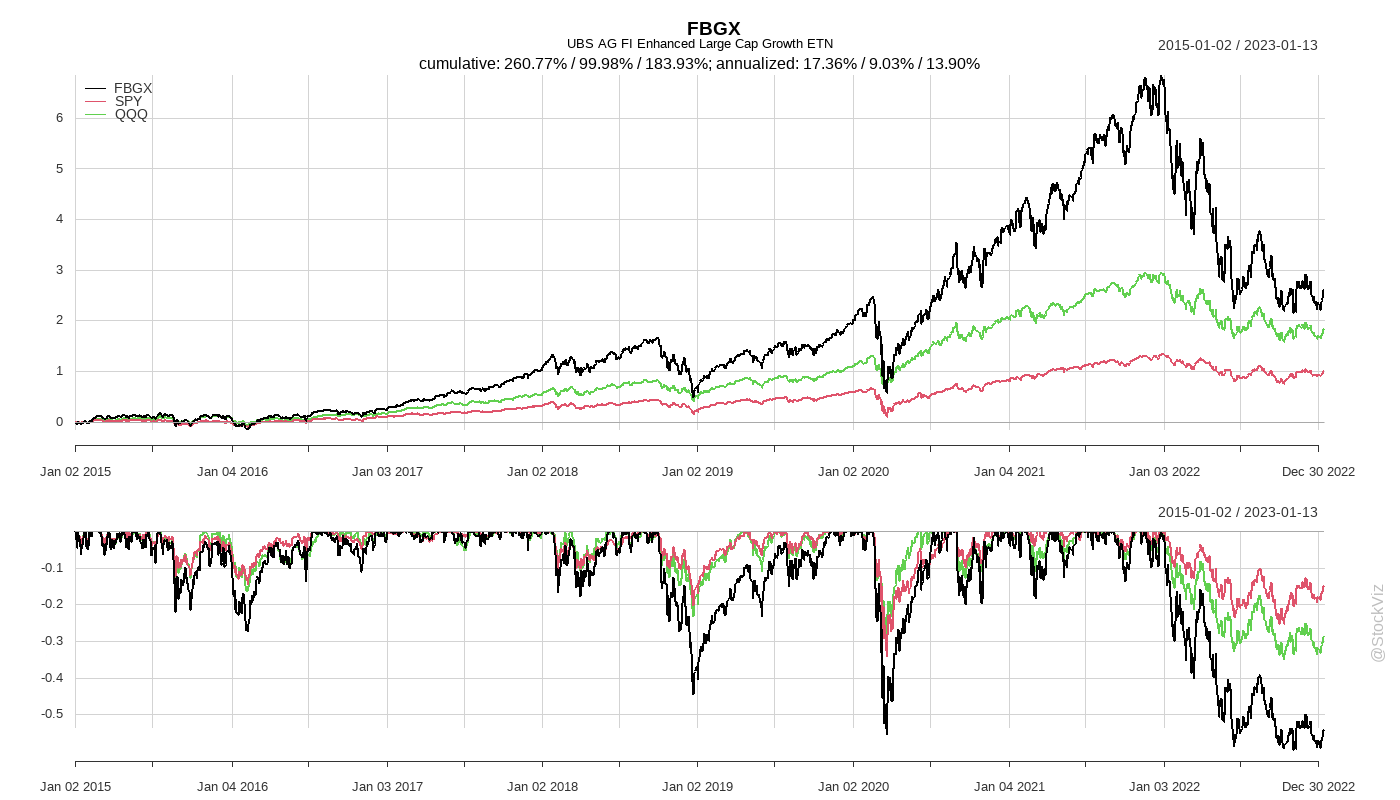 FBGX
UBS AG FI Enhanced Large Cap Growth ETN
2015-01-02 / 2023-01-13
cumulative: 260.77% / 99.98% / 183.93%; annualized: 17.36% / 9.03% / 13.90%
FBGX
SPY
QQQ
6
5
4
3
2
1
0
Jan 02 2015 Jan 04 2016 Jan 03 2017 Jan 02 2018 Jan 02 2019 Jan 02 2020 Jan 04 2021 Jan 03 2022 Dec 30 2022
2015-01-02 / 2023-01-13
-0.1
-0.2
-0.3
-0.4
-0.5
Jan 02 2015 Jan 04 2016 Jan 03 2017 Jan 02 2018 Jan 02 2019 Jan 02 2020 Jan 04 2021 Jan 03 2022 Dec 30 2022
@StockViz